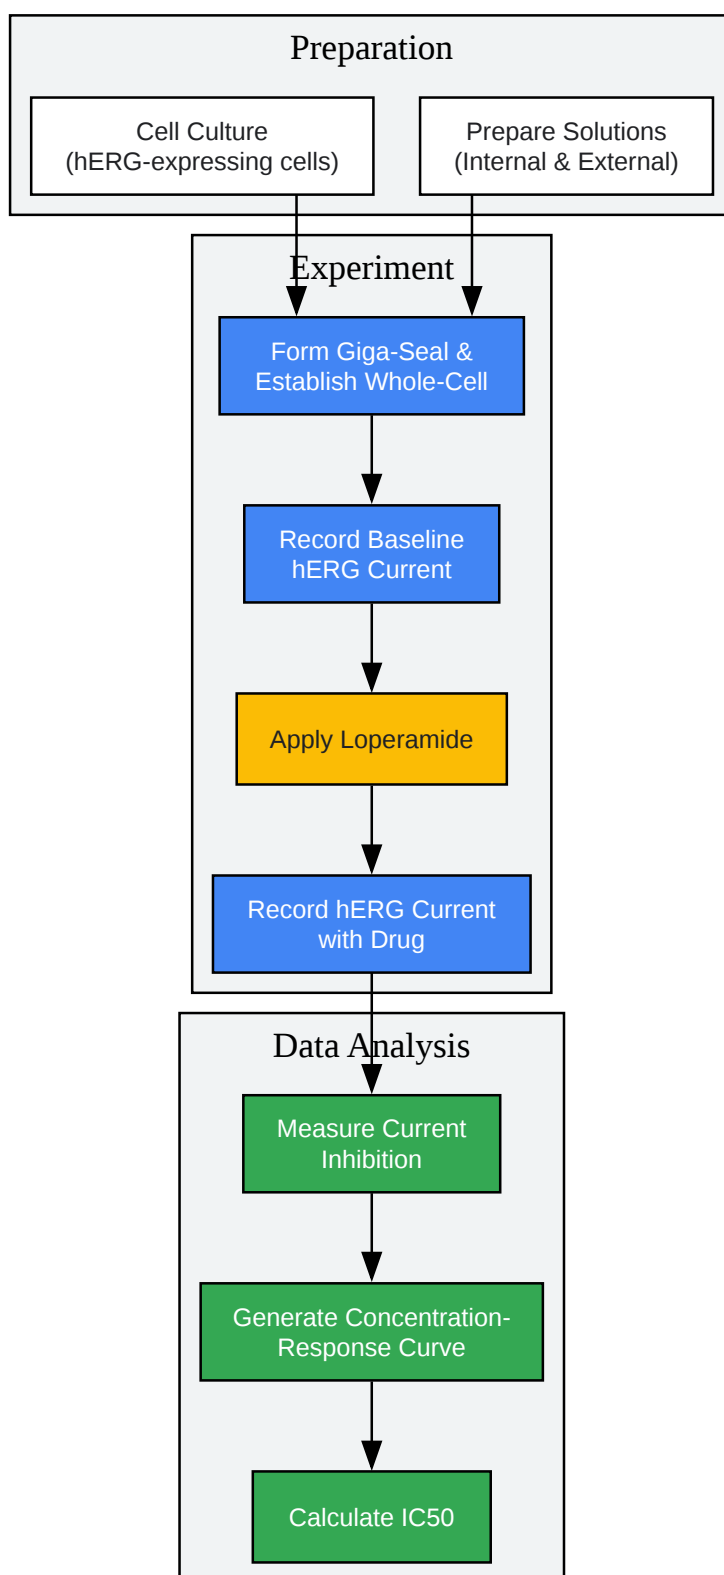 Preparation
Cell Culture
(hERG-expressing cells)
Prepare Solutions
(Internal & External)
Experiment
Form Giga-Seal &
Establish Whole-Cell
Record Baseline
hERG Current
Apply Loperamide
Record hERG Current
with Drug
Data Analysis
Measure Current
Inhibition
Generate Concentration-
Response Curve
Calculate IC50